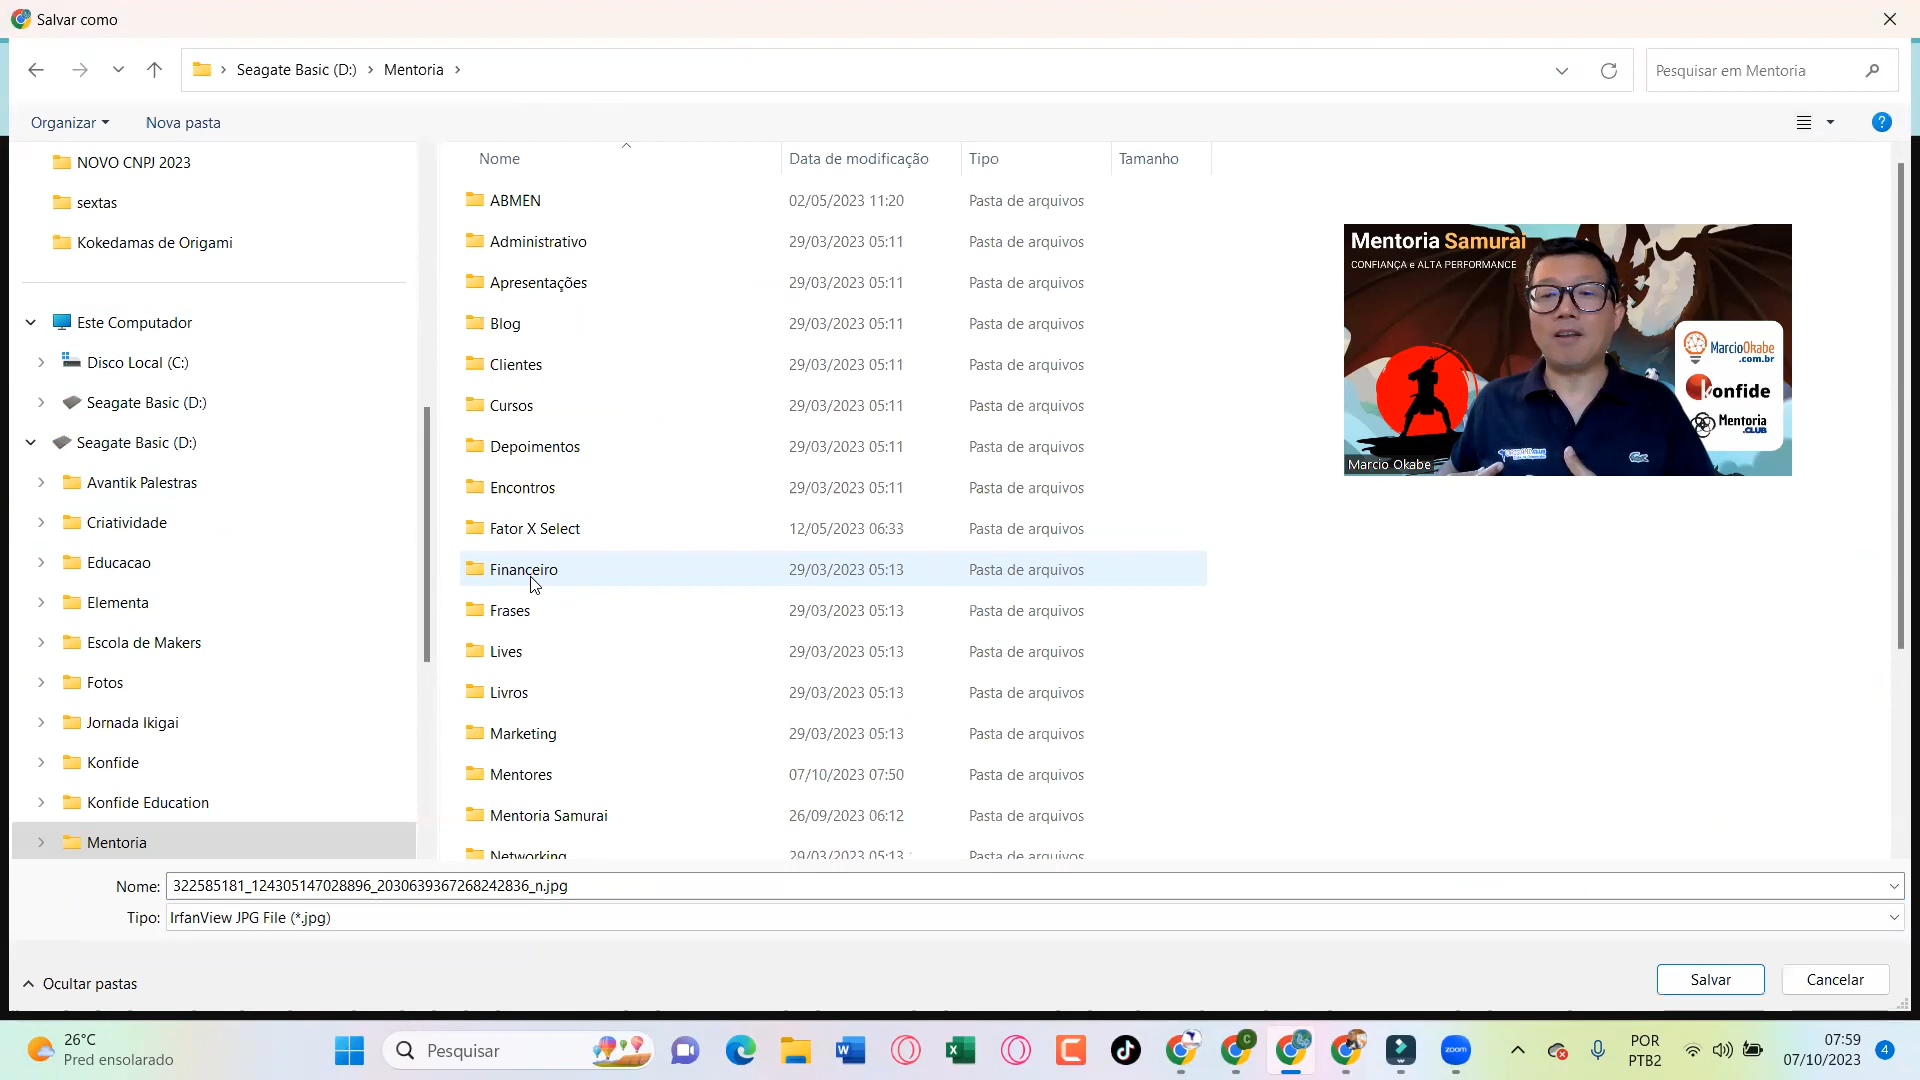 Salvar como
Seagate Basic (D:) Mentoria
Pesquisar em Mentoria
Organizar Nova pasta
NOVO CNPJ 2023
sextas
Kokedamas de Origami
Este Computador
Disco Local (C:)
Seagate Basic (D:)
Seagate Basic (D:)
Avantik Palestras
Criatividade
Educacao
Elementa
Escola de Makers
Fotos
Jornada Ikigai
Konfide
Konfide Education
Mentoria
Nome Data de modificação Tipo Tamanho
ABMEN 02/05/2023 11:20 Pasta de arquivos
Administrativo 29/03/2023 05:11 Pasta de arquivos
Apresentações 29/03/2023 05:11 Pasta de arquivos
Blog 29/03/2023 05:11 Pasta de arquivos
Clientes 29/03/2023 05:11 Pasta de arquivos
Cursos 29/03/2023 05:11 Pasta de arquivos
Depoimentos 29/03/2023 05:11 Pasta de arquivos
Encontros 29/03/2023 05:11 Pasta de arquivos
Fator X Select 12/05/2023 06:33 Pasta de arquivos
Financeiro 29/03/2023 05:13 Pasta de arquivos
Frases 29/03/2023 05:13 Pasta de arquivos
Lives 29/03/2023 05:13 Pasta de arquivos
Livros 29/03/2023 05:13 Pasta de arquivos
Marketing 29/03/2023 05:13 Pasta de arquivos
Mentores 07/10/2023 07:50 Pasta de arquivos
Mentoria Samurai 26/09/2023 06:12 Pasta de arquivos
Networking 29/03/2023 05:13 Pasta de arquivos
Mentoria Samurai
CONFIANÇA e ALTA PERFORMANCE
MarcioOkabe
.com.br
Konfide
Mentoria
.CLUB
Marcio Okabe
Nome: 322585181_124305147028896_2030639367268242836_n.jpg
Tipo: IrfanView JPG File (*.jpg)
Ocultar pastas
Salvar Cancelar
26°C
Pred ensolarado
Pesquisar
zoom
POR
PTB2
07:59
07/10/2023
4